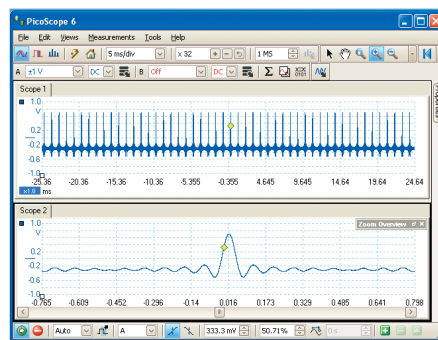 PicoScope 6
File Edit Views Measurements Tools Help
5 ms/div x 32 1 MS
A ±1 V DC B Off DC Σ
Scope 1
1.0
V
0.2
-0.2
-0.6
-1.0
-25.36 -20.36 -15.36 -10.36 -5.355 -0.355 4.645 9.645 14.64 19.64 24.64
x1.0 ms
Scope 2
Zoom Overview
1.0
V
0.2
-0.2
-0.6
-1.0
-0.765 -0.609 -0.452 -0.296 -0.14 0.016 0.173 0.329 0.485 0.641 0.798
Auto A 333.3 mV 50.71% 0 s